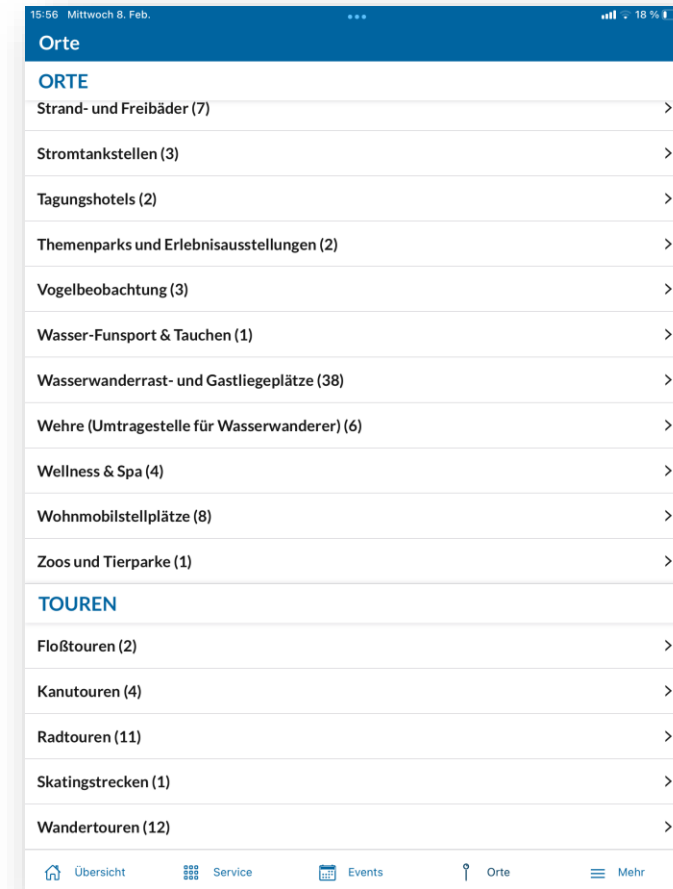 15:56 Mittwoch 8. Feb. 18 %
Orte
ORTE
Strand- und Freibäder (7)
Stromtankstellen (3)
Tagungshotels (2)
Themenparks und Erlebnisausstellungen (2)
Vogelbeobachtung (3)
Wasser-Funsport & Tauchen (1)
Wasserwanderrast- und Gastliegeplätze (38)
Wehre (Umtragestelle für Wasserwanderer) (6)
Wellness & Spa (4)
Wohnmobilstellplätze (8)
Zoos und Tierparke (1)
TOUREN
Floßtouren (2)
Kanutouren (4)
Radtouren (11)
Skatingstrecken (1)
Wandertouren (12)
Übersicht Service Events Orte Mehr